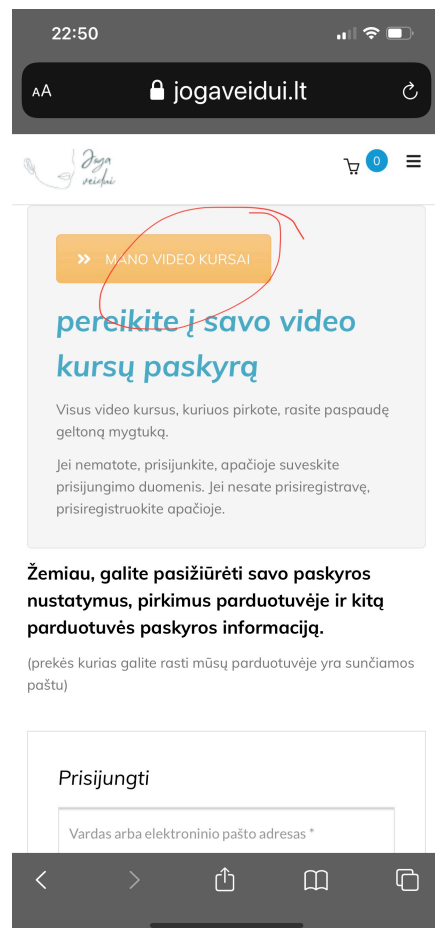 22:50
AA jogaveidui.lt
Joga
veidui
0
MANO VIDEO KURSAI
pereikite į savo video
kursų paskyrą
Visus video kursus, kuriuos pirkote, rasite paspaudę
geltoną mygtuką.
Jei nematote, prisijunkite, apačioje suveskite
prisijungimo duomenis. Jei nesate prisiregistravę,
prisiregistruokite apačioje.
Žemiau, galite pasižiūrėti savo paskyros
nustatymus, pirkimus parduotuvėje ir kitą
parduotuvės paskyros informaciją.
(prekės kurias galite rasti mūsų parduotuvėje yra sunčiamos
paštu)
Prisijungti
Vardas arba elektroninio pašto adresas *